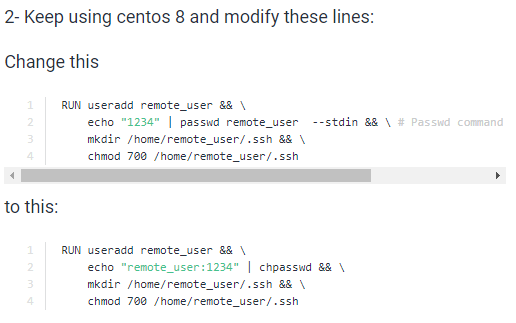 2- Keep using centos 8 and modify these lines:
Change this
1 RUN useradd remote_user && \
2 echo "1234" | passwd remote_user  --stdin && \ # Passwd command
3 mkdir /home/remote_user/.ssh && \
4 chmod 700 /home/remote_user/.ssh
to this:
1 RUN useradd remote_user && \
2 echo "remote_user:1234" | chpasswd && \
3 mkdir /home/remote_user/.ssh && \
4 chmod 700 /home/remote_user/.ssh